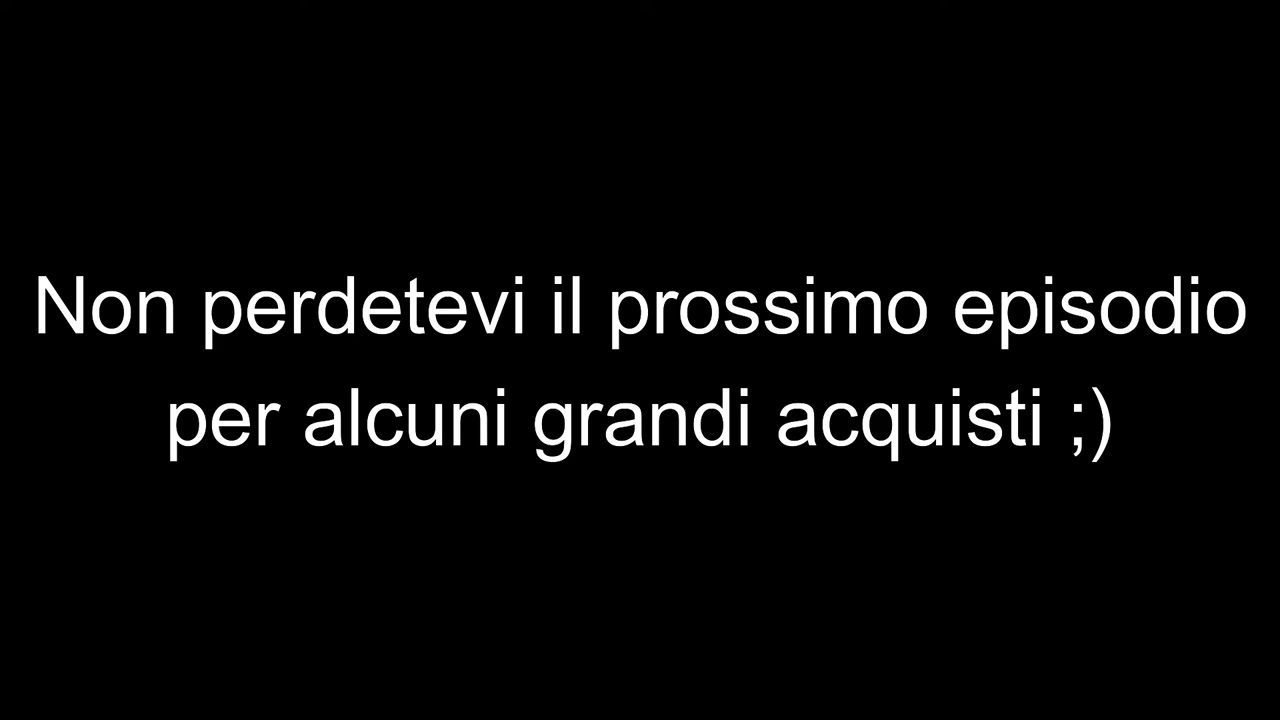 Non perdetevi il prossimo episodio
per alcuni grandi acquisti ;)